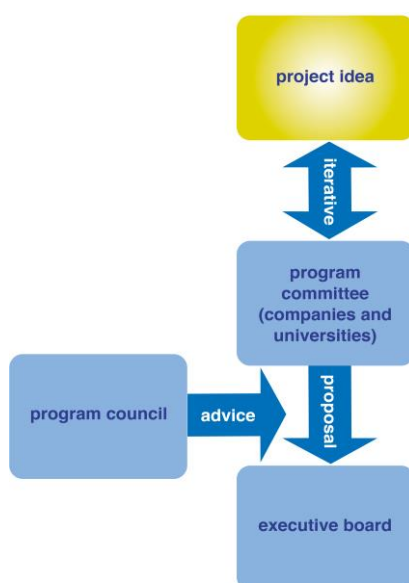 project idea
iterative
program
committee
(companies and
universities)
program council
advice
proposal
executive board